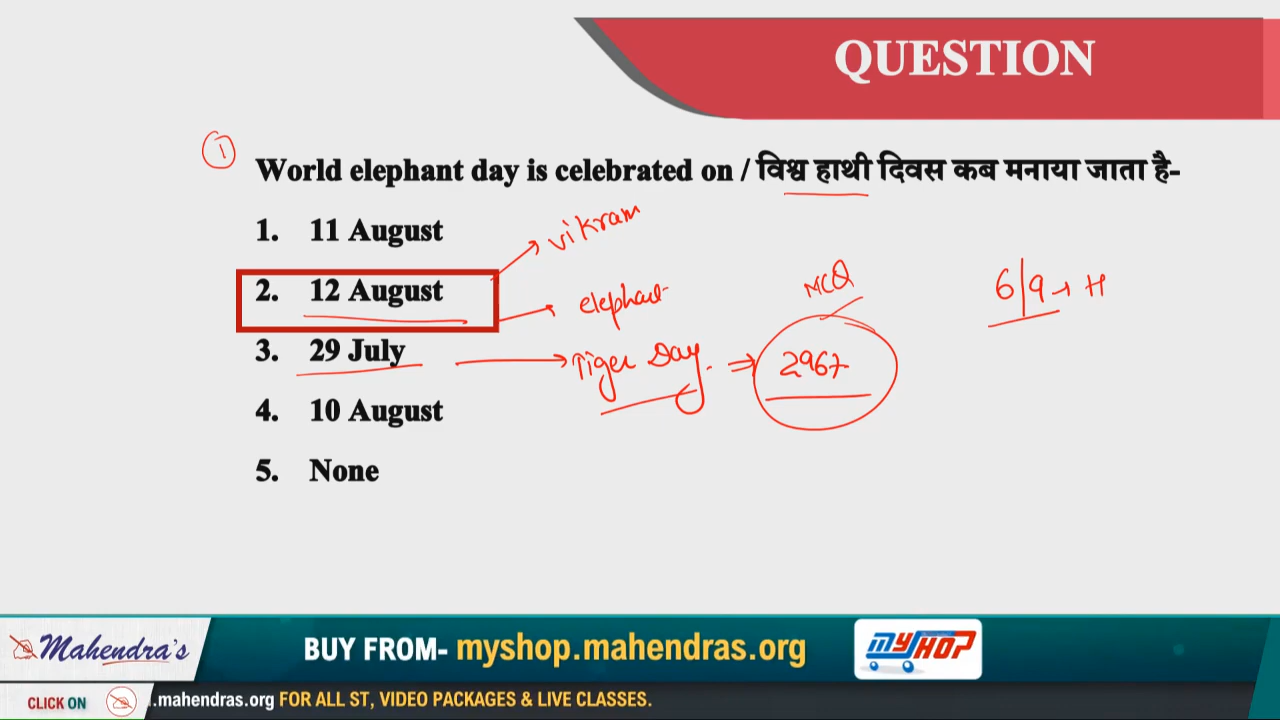 QUESTION
1
World elephant day is celebrated on / विश्व हाथी दिवस कब मनाया जाता है-
1. 11 August
vikram
2. 12 August
elephant
MCQ
6/9 → H
3. 29 July → Tiger Day. ⇒ 2967
4. 10 August
5. None
Mahendra's
BUY FROM- myshop.mahendras.org
MYSHOP
CLICK ON
.mahendras.org FOR ALL ST, VIDEO PACKAGES & LIVE CLASSES.